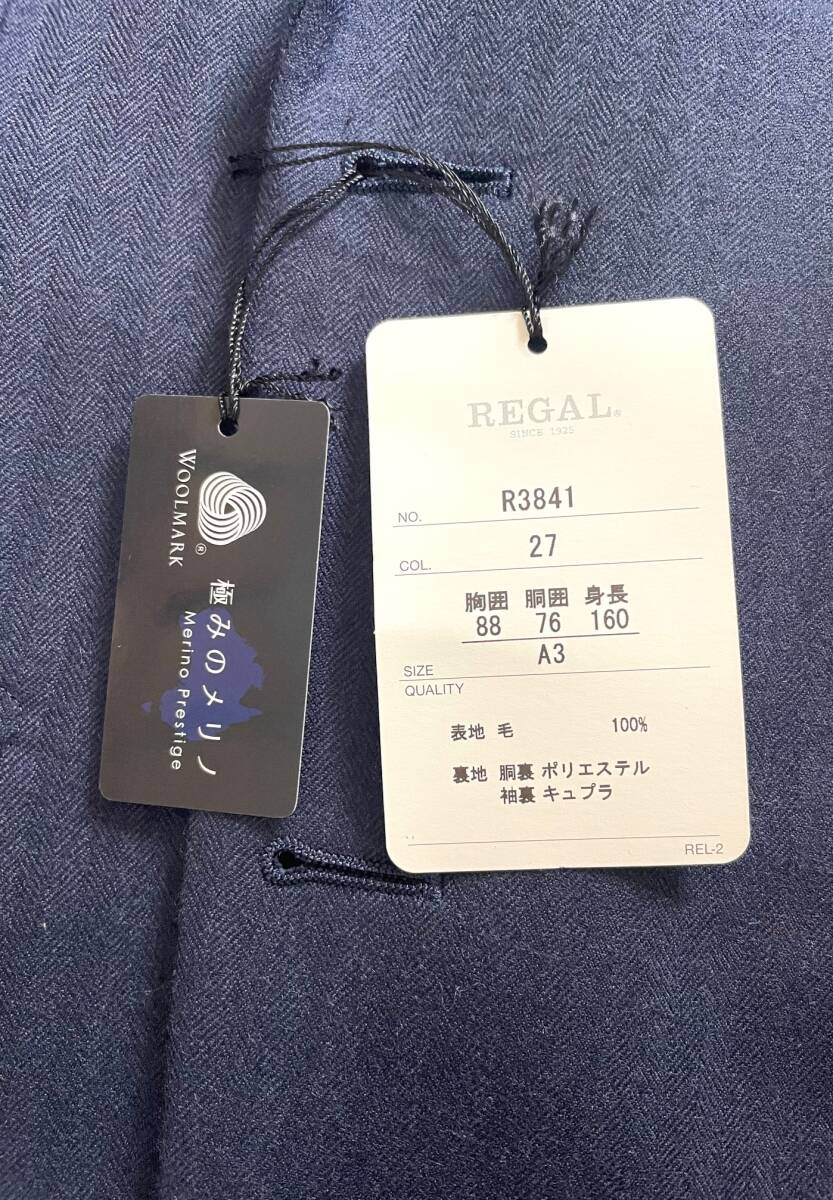 WOOLMARK
®
極みのメリノ
Merino Prestige
REGAL®
SINCE 1925
NO. R3841
COL. 27
胸囲 胴囲 身長
88 76 160
SIZE A3
QUALITY
表地 毛 100%
裏地 胴裏 ポリエステル
袖裏 キュプラ
REL-2